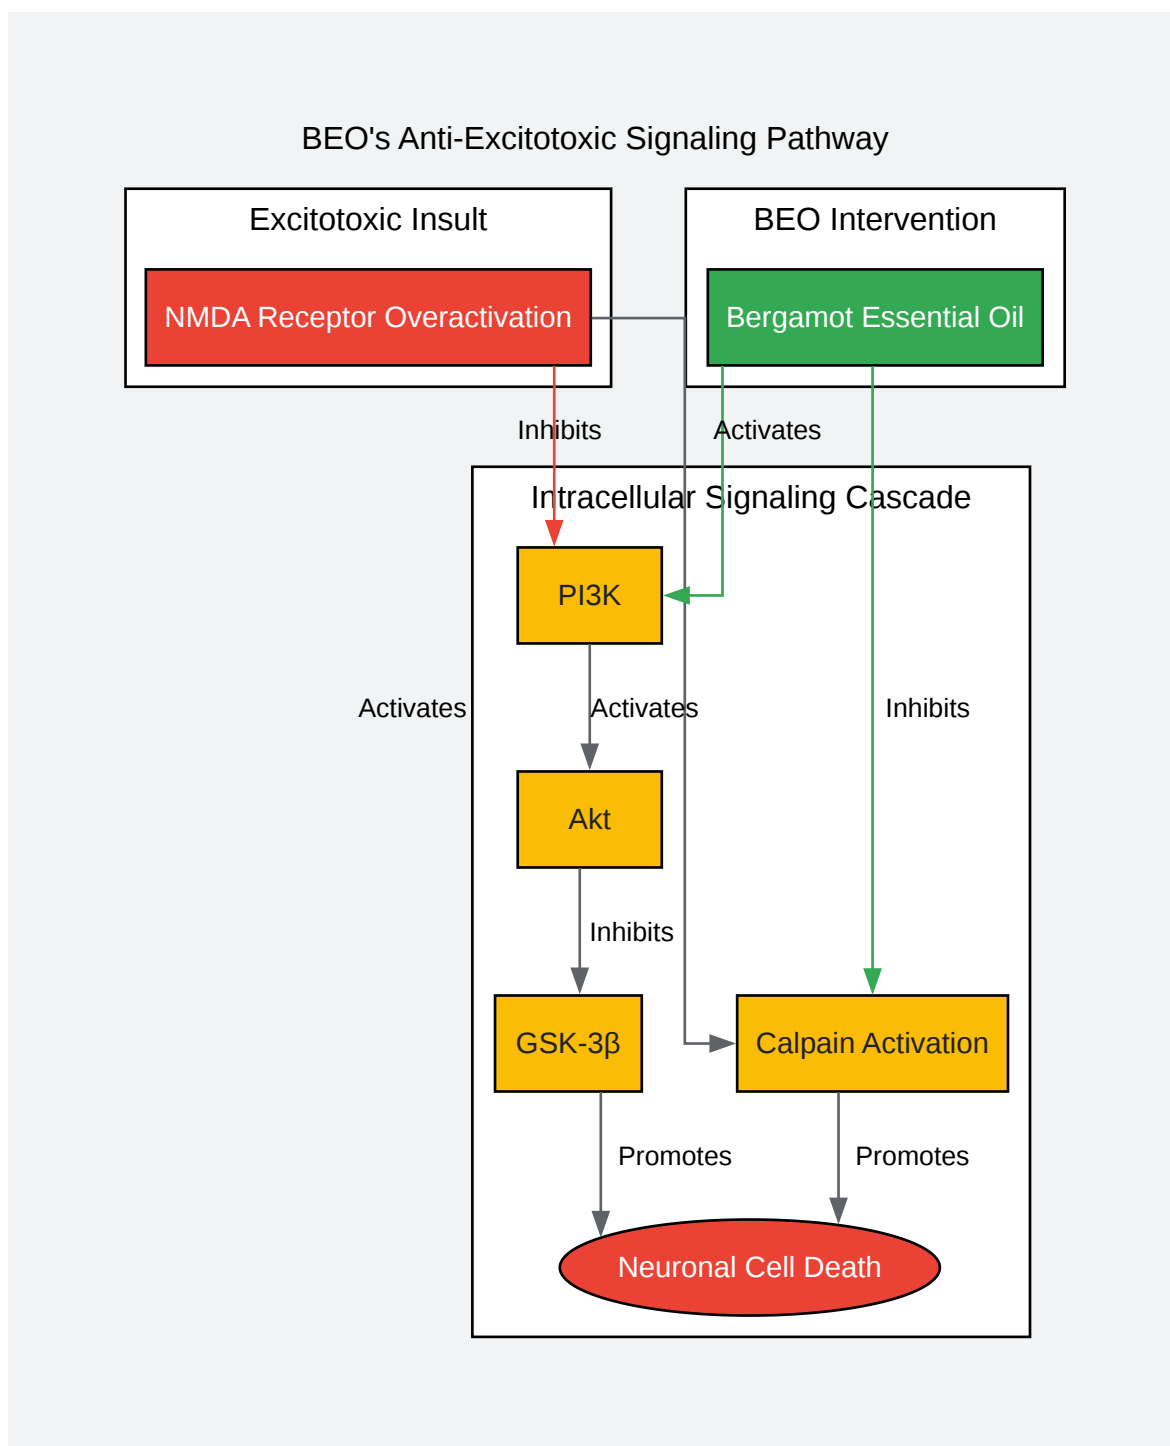 BEO's Anti-Excitotoxic Signaling Pathway
Excitotoxic Insult
BEO Intervention
NMDA Receptor Overactivation
Bergamot Essential Oil
Inhibits
Activates
Intracellular Signaling Cascade
PI3K
Activates
Activates
Inhibits
Akt
Inhibits
GSK-3β
Calpain Activation
Promotes
Promotes
Neuronal Cell Death